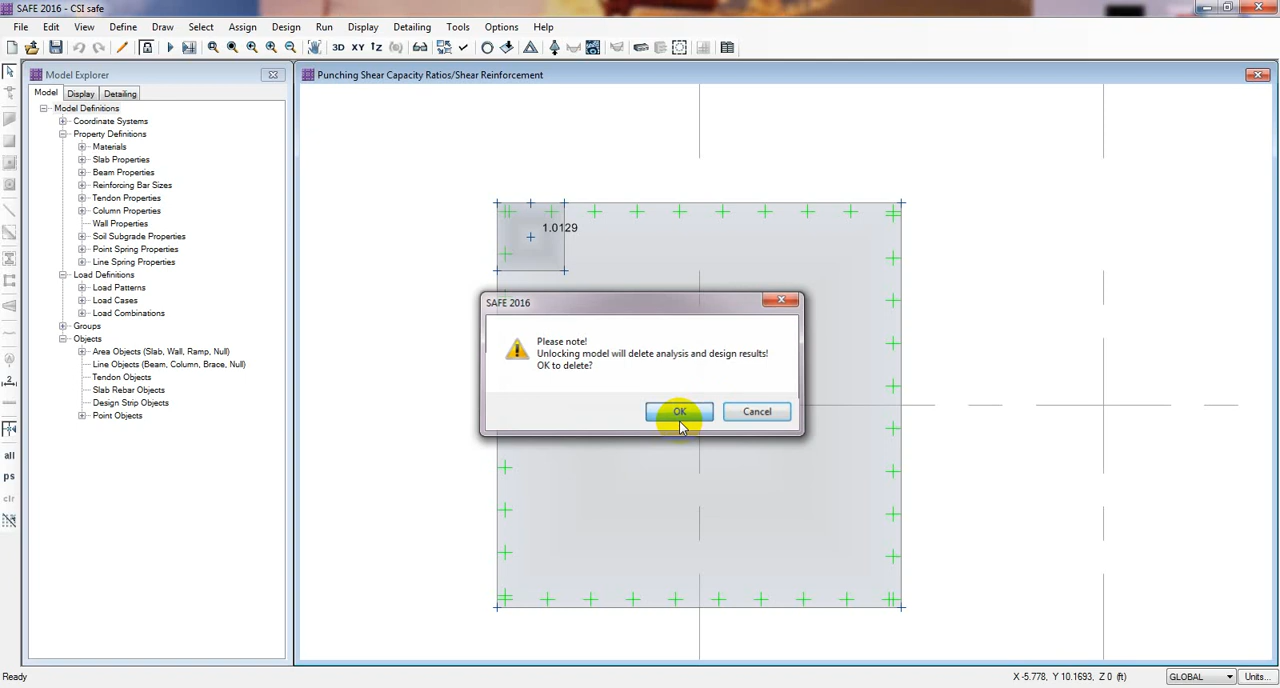 SAFE 2016 - CSI safe
File Edit View Define Draw Select Assign Design Run Display Detailing Tools Options Help
3D XY
Model Explorer
Punching Shear Capacity Ratios/Shear Reinforcement
Model Display Detailing
Model Definitions
Coordinate Systems
Property Definitions
Materials
Slab Properties
Beam Properties
Reinforcing Bar Sizes
Tendon Properties
Column Properties
Wall Properties
Soil Subgrade Properties
Point Spring Properties
Line Spring Properties
Load Definitions
Load Patterns
Load Cases
Load Combinations
Groups
Objects
Area Objects (Slab, Wall, Ramp, Null)
Line Objects (Beam, Column, Brace, Null)
Tendon Objects
Slab Rebar Objects
Design Strip Objects
Point Objects
all
ps
clr
1.0129
SAFE 2016
Please note!
Unlocking model will delete analysis and design results!
OK to delete?
OK Cancel
Ready
X -5.778, Y 10.1693, Z 0 (ft)
GLOBAL
Units...